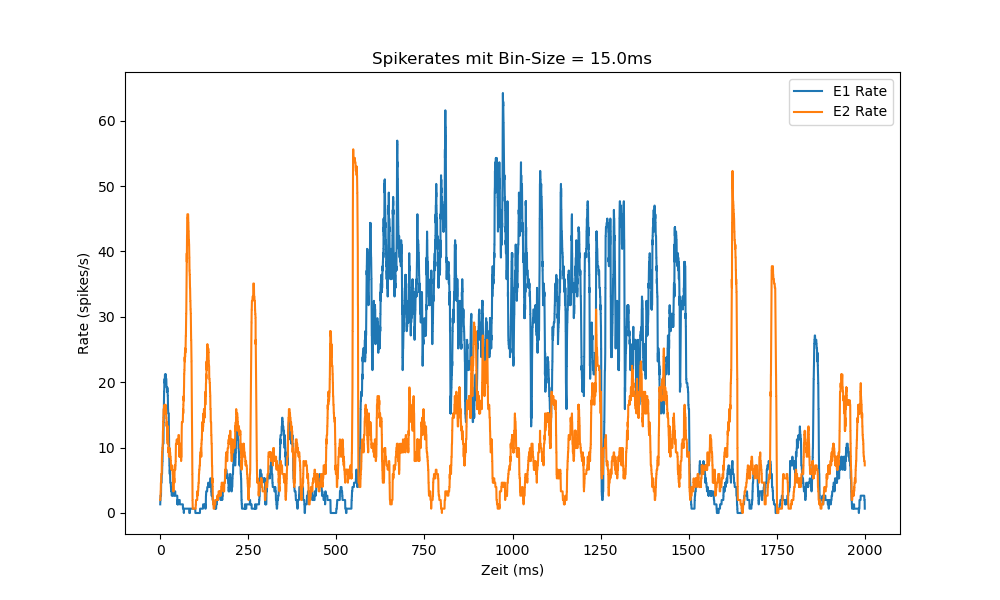 Spikerates mit Bin-Size = 15.0ms
E1 Rate
E2 Rate
Rate (spikes/s)
60
50
40
30
20
10
0
0 250 500 750 1000 1250 1500 1750 2000
Zeit (ms)